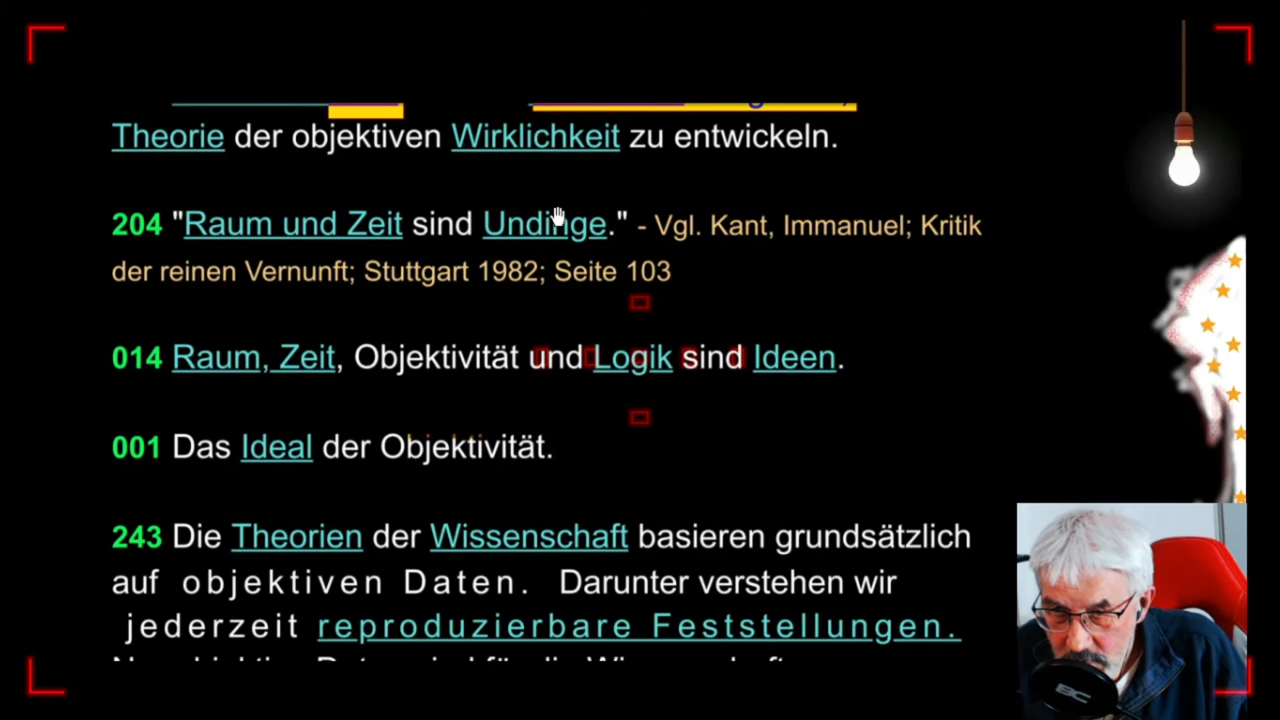 Theorie der objektiven Wirklichkeit zu entwickeln.
204 "Raum und Zeit sind Undinge." - Vgl. Kant, Immanuel; Kritik
der reinen Vernunft; Stuttgart 1982; Seite 103
014 Raum, Zeit, Objektivität und Logik sind Ideen.
001 Das Ideal der Objektivität.
243 Die Theorien der Wissenschaft basieren grundsätzlich
auf objektiven Daten. Darunter verstehen wir
jederzeit reproduzierbare Feststellungen.